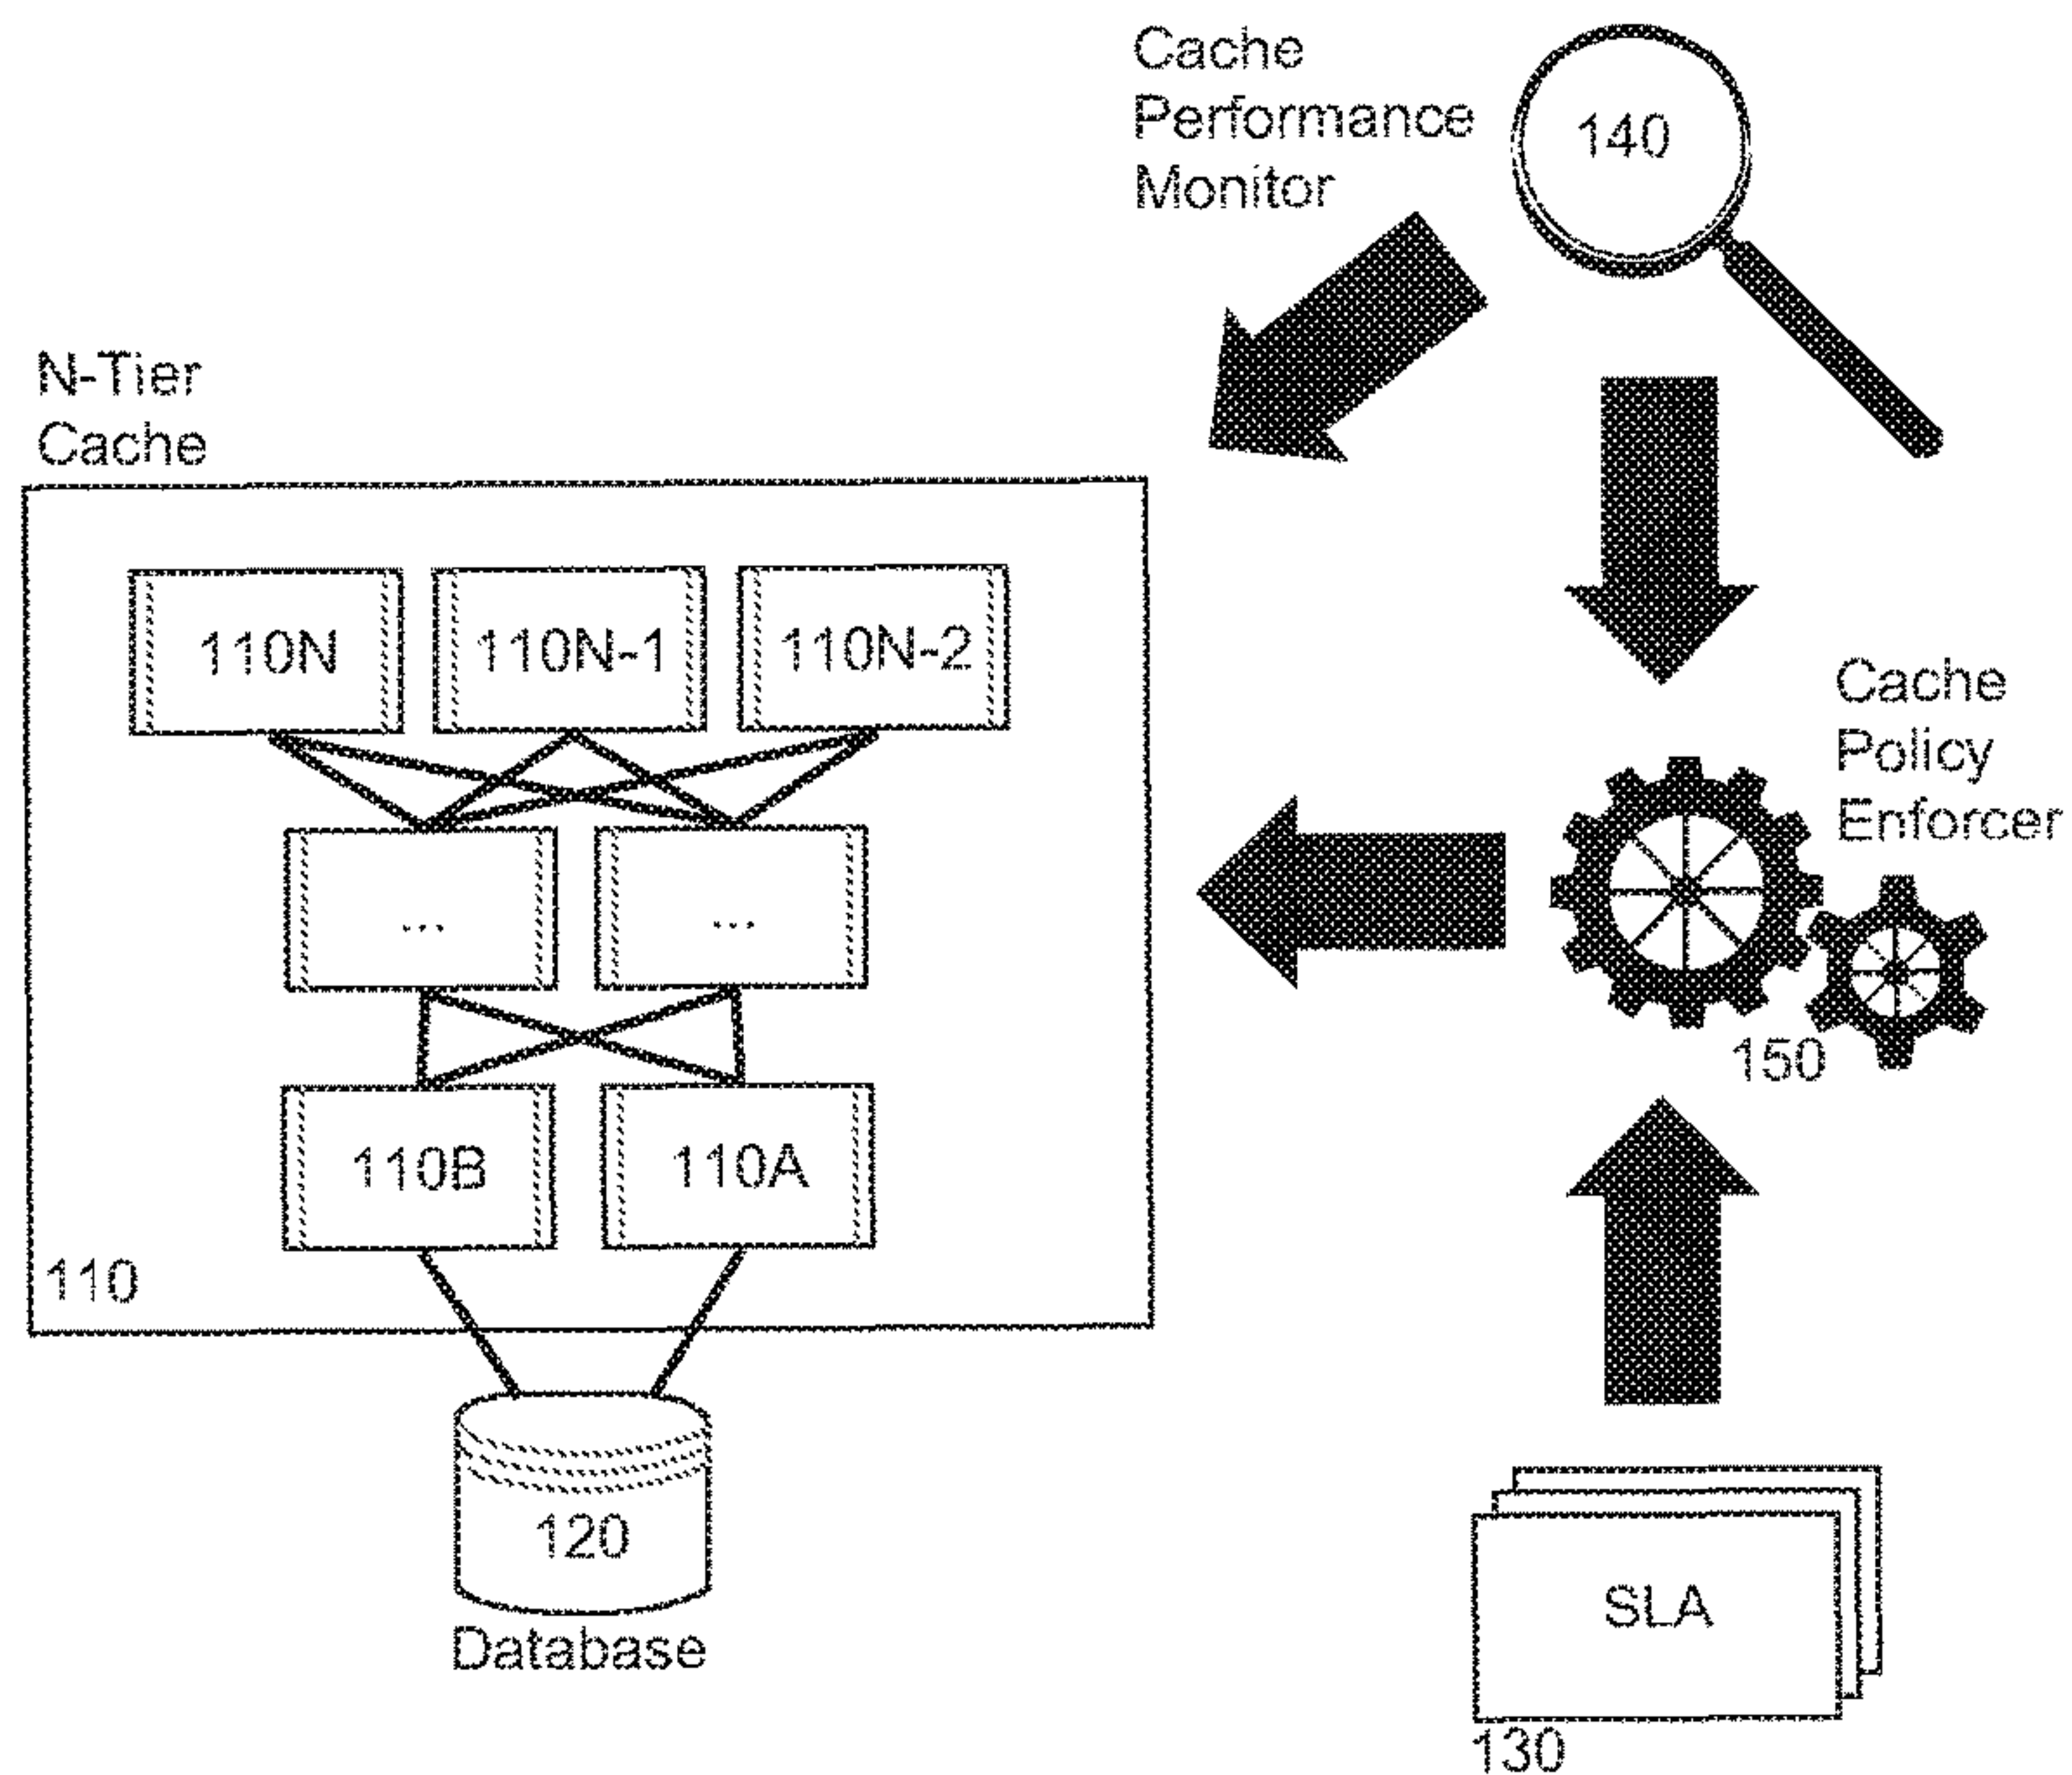 Cache
Performance
Monitor
140
N-Tier
Cache
110N
110N-1
110N-2
Cache
Policy
Enforcer
...
...
150
110B
110A
110
120
Database
SLA
130